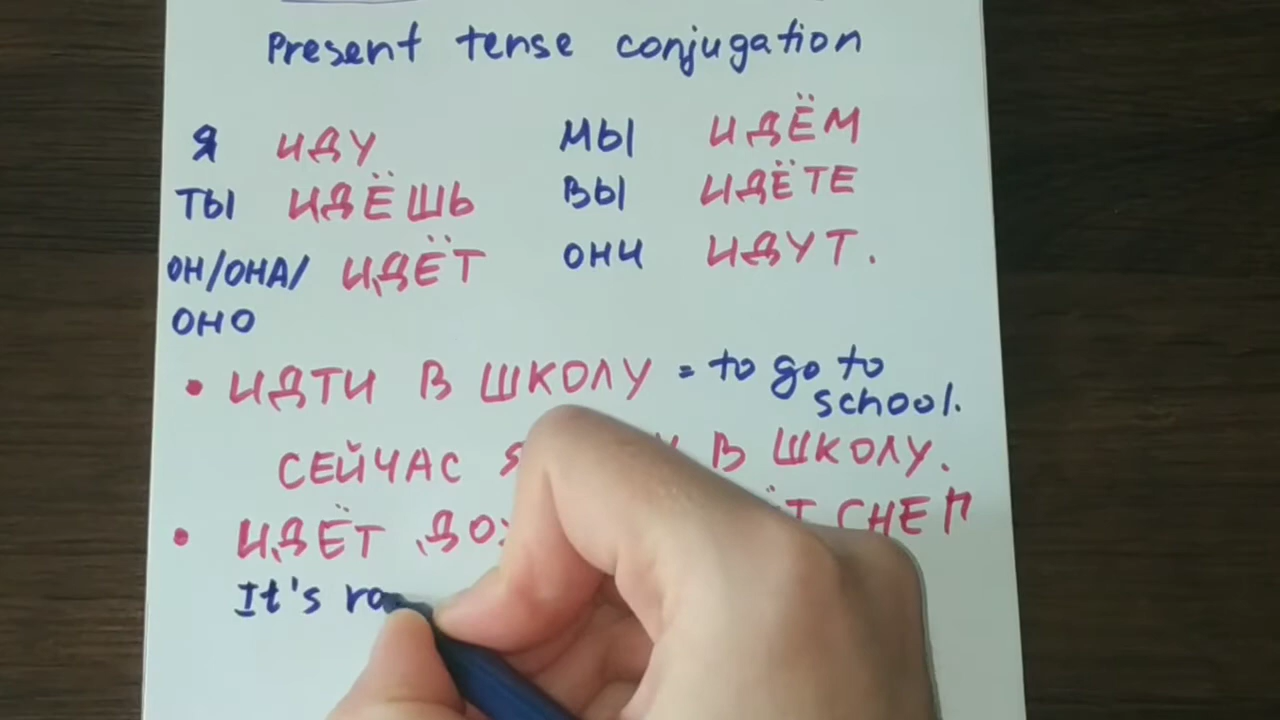 Present tense conjugation
Я ИДУ МЫ ИДЁМ
ТЫ ИДЁШЬ ВЫ ИДЁТЕ
ОН/ОНА/ ИДЁТ ОНИ ИДУТ.
ОНО
• ИДТИ В ШКОЛУ = to go to
school.
СЕЙЧАС Я В ШКОЛУ.
• ИДЁТ СНЕГ
It's